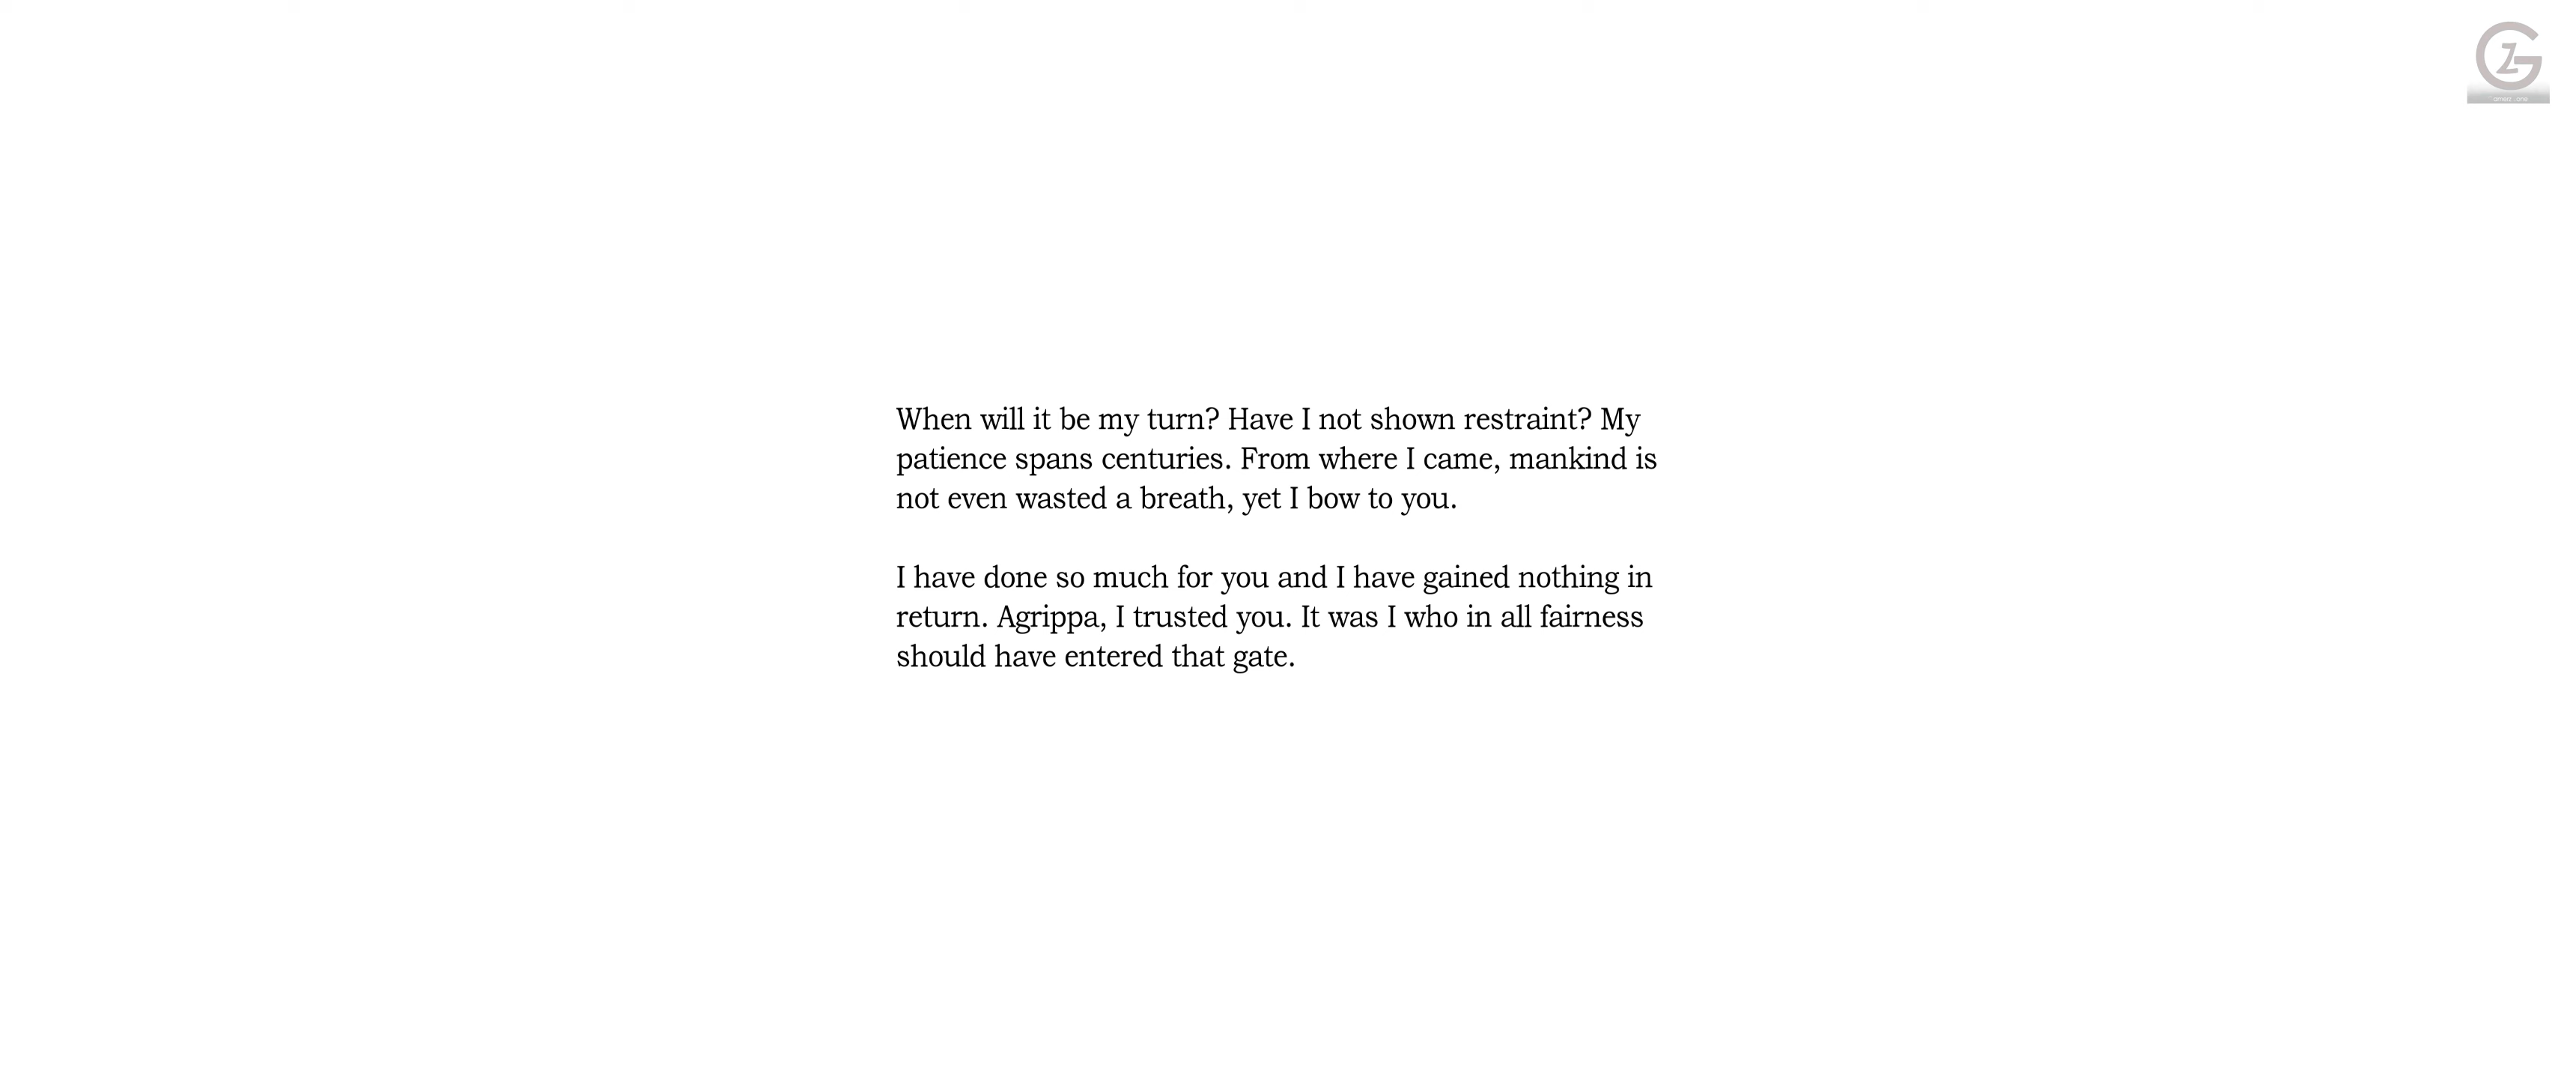 When will it be my turn? Have I not shown restraint? My
patience spans centuries. From where I came, mankind is
not even wasted a breath, yet I bow to you.
I have done so much for you and I have gained nothing in
return. Agrippa, I trusted you. It was I who in all fairness
should have entered that gate.